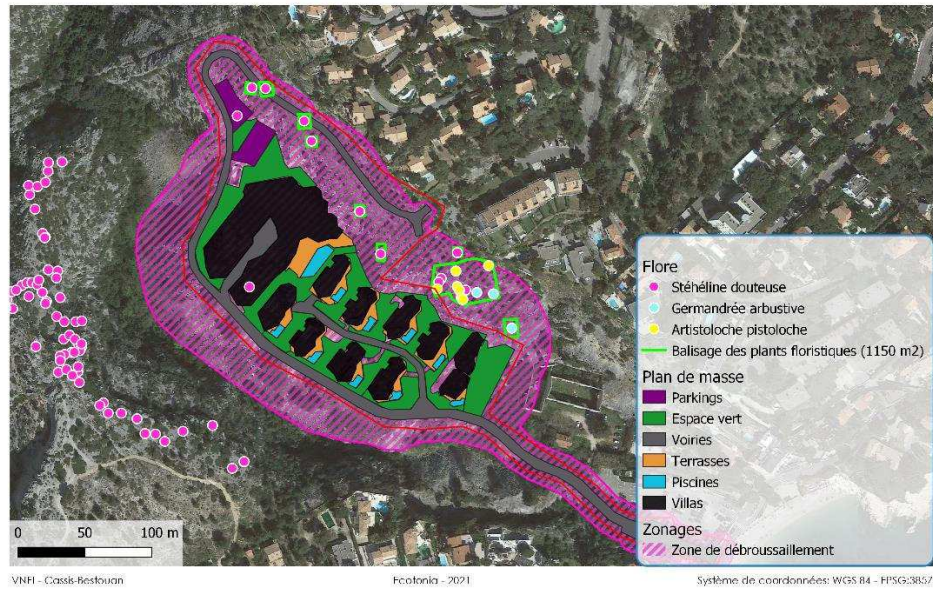 Flore
Stéhéline douteuse
Germandrée arbustive
Artistoloche pistoloche
Balisage des plants floristiques (1150 m2)
Plan de masse
Parkings
Espace vert
Voiries
Terrasses
Piscines
Villas
Zonages
Zone de débroussaillement
0 50 100 m
VNFI - Cassis-Bestouan Ecotonia - 2021 Système de coordonnées: WGS 84 - EPSG:3857